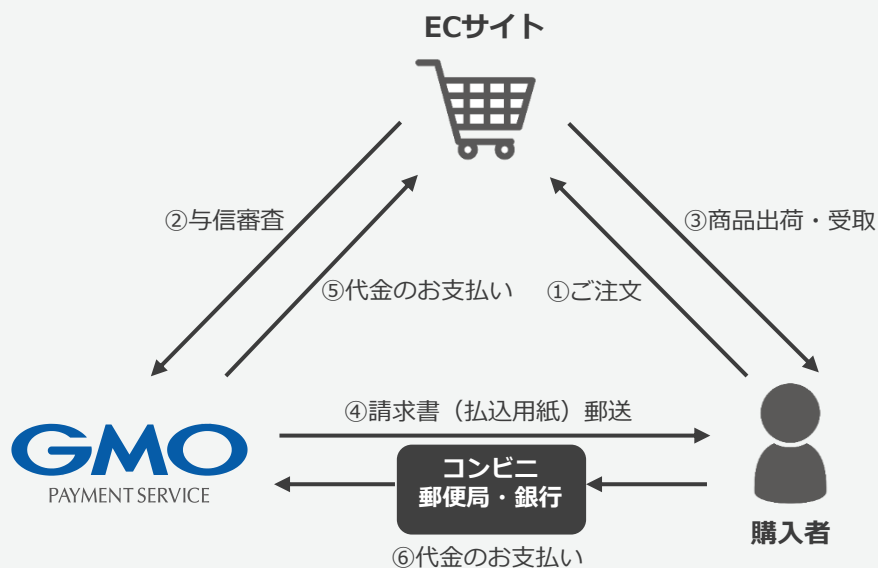 ECサイト
②与信審査
③商品出荷・受取
⑤代金のお支払い
①ご注文
④請求書（払込用紙）郵送
GMO
PAYMENT SERVICE
コンビニ
郵便局・銀行
購入者
⑥代金のお支払い